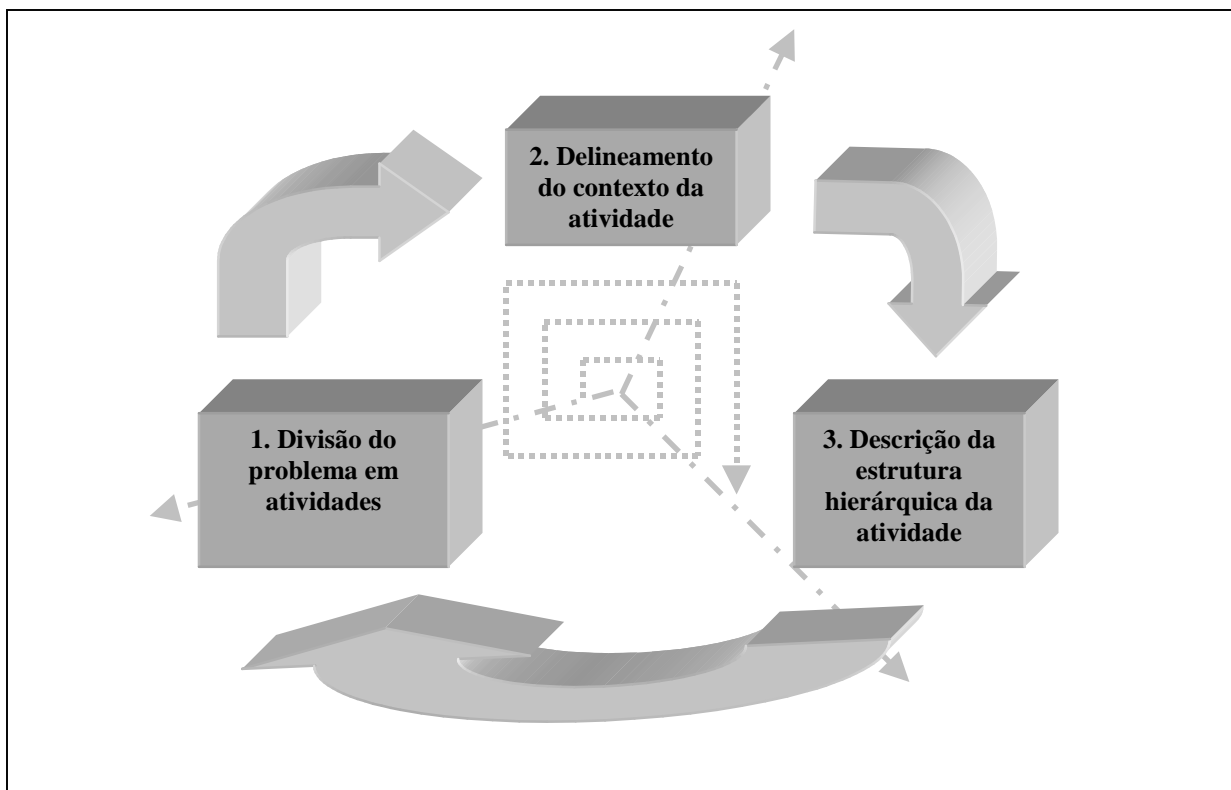 1. Divisão do
problema em
atividades
2. Delineamento
do contexto da
atividade
3. Descrição da
estrutura
hierárquica da
atividade